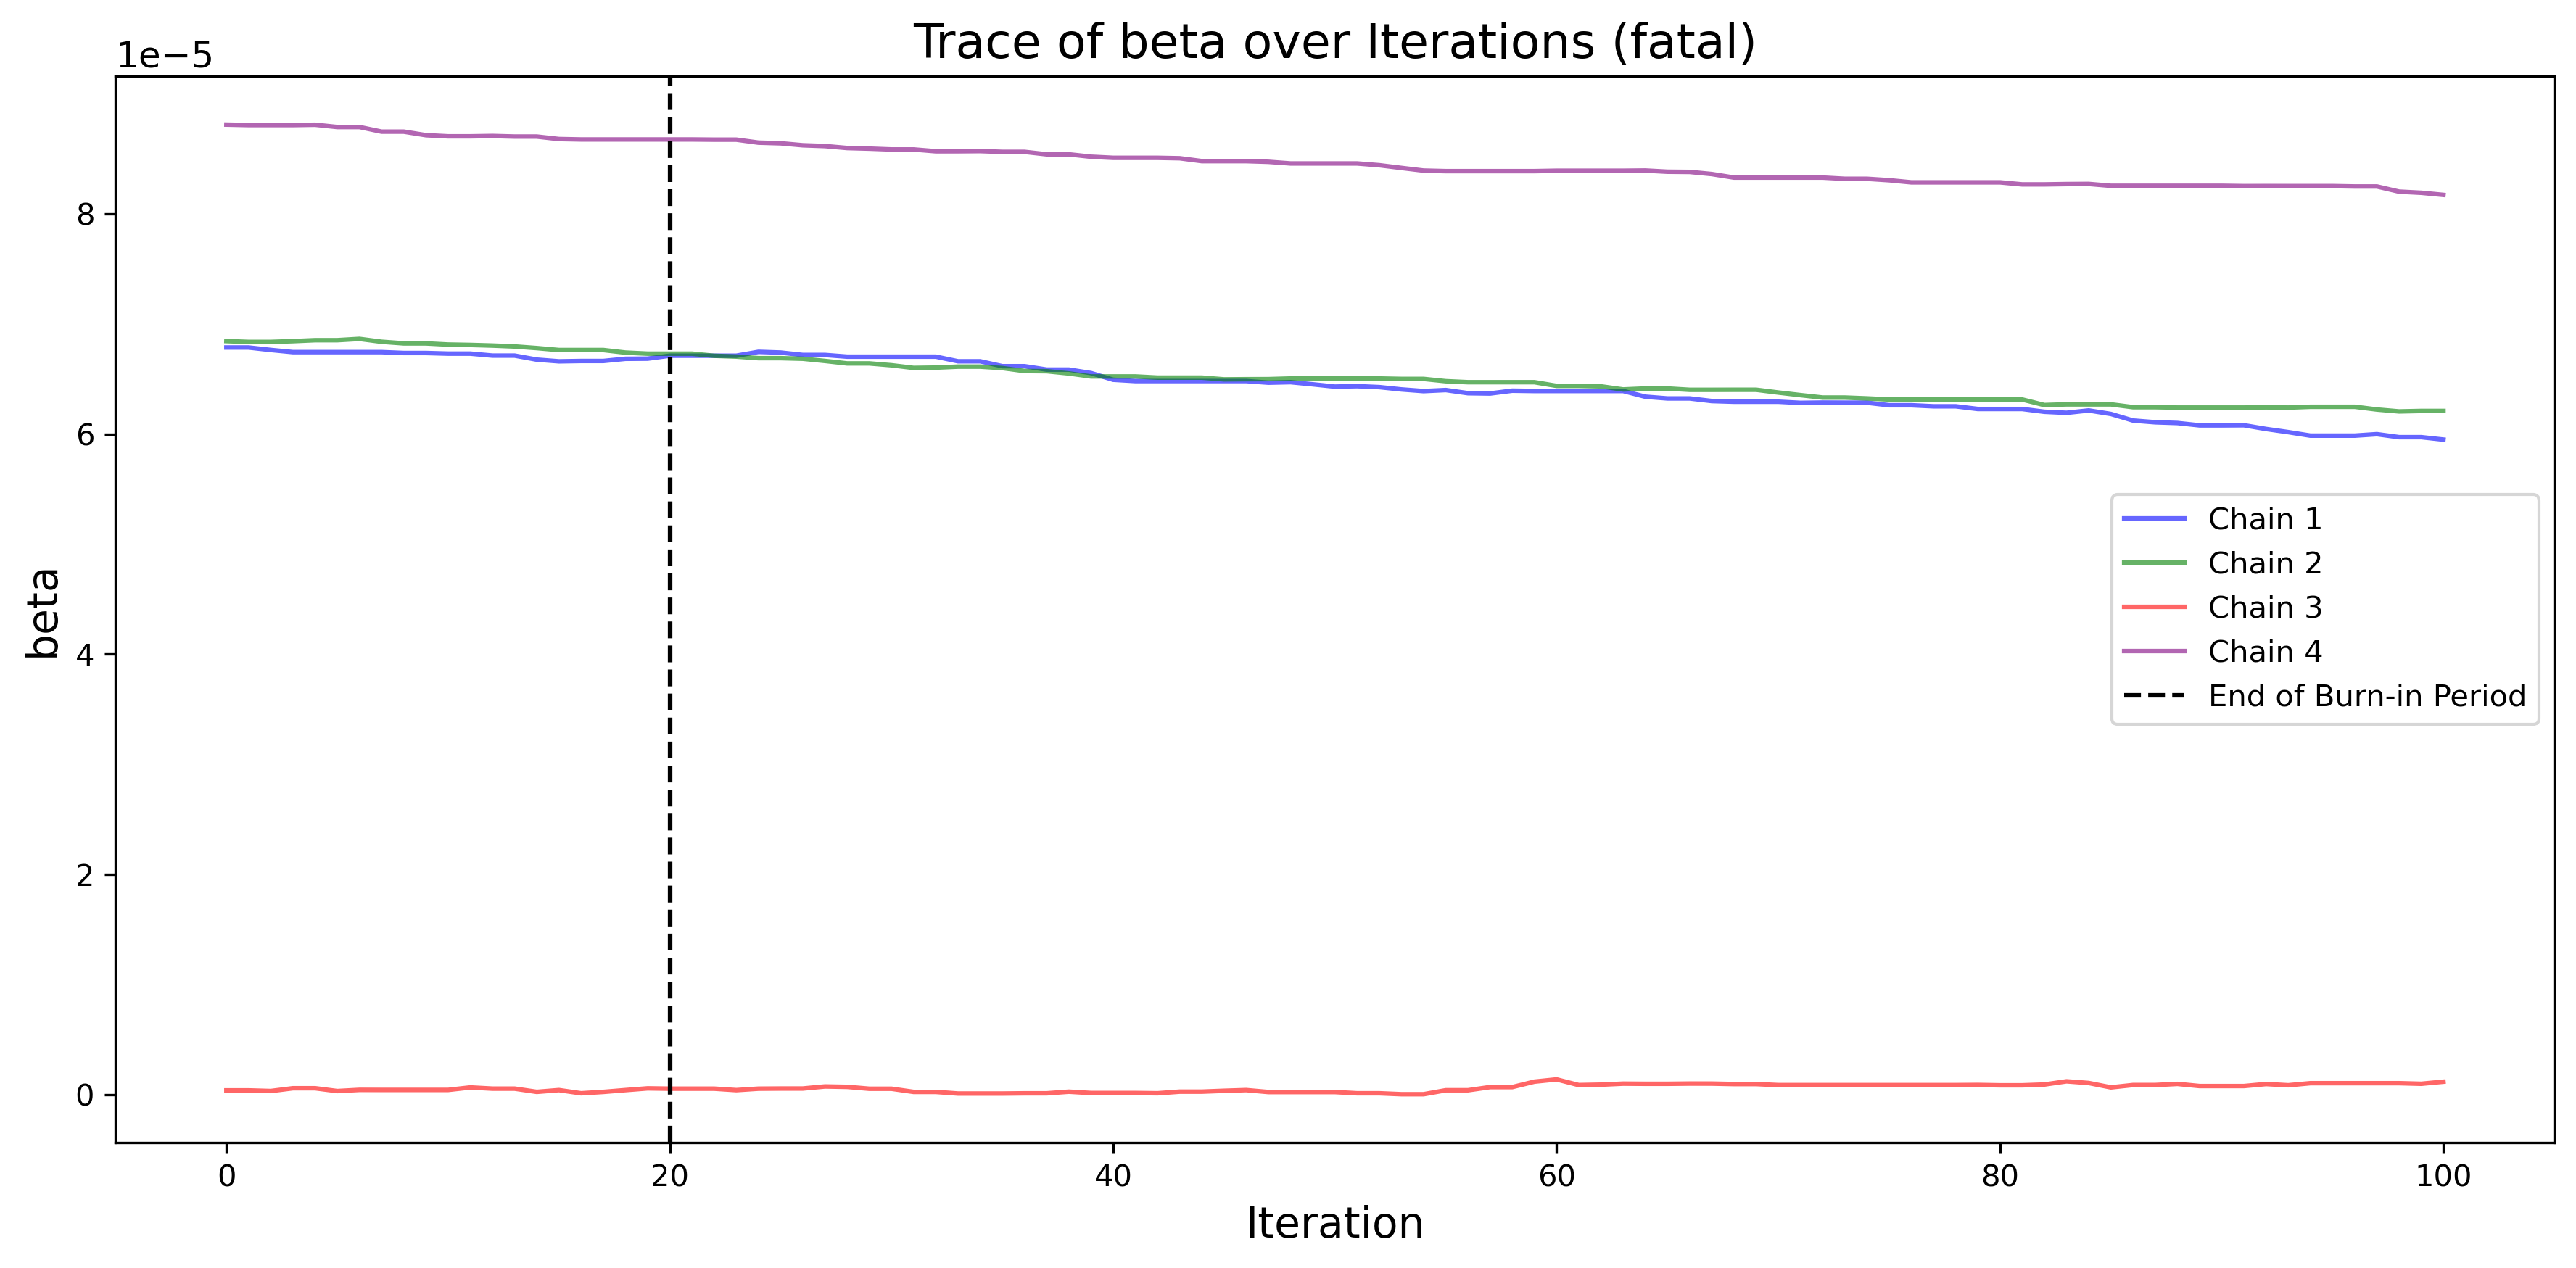 Trace of beta over Iterations (fatal)
1e−5
8
6
4
2
0
beta
Chain 1
Chain 2
Chain 3
Chain 4
End of Burn-in Period
0 20 40 60 80 100
Iteration